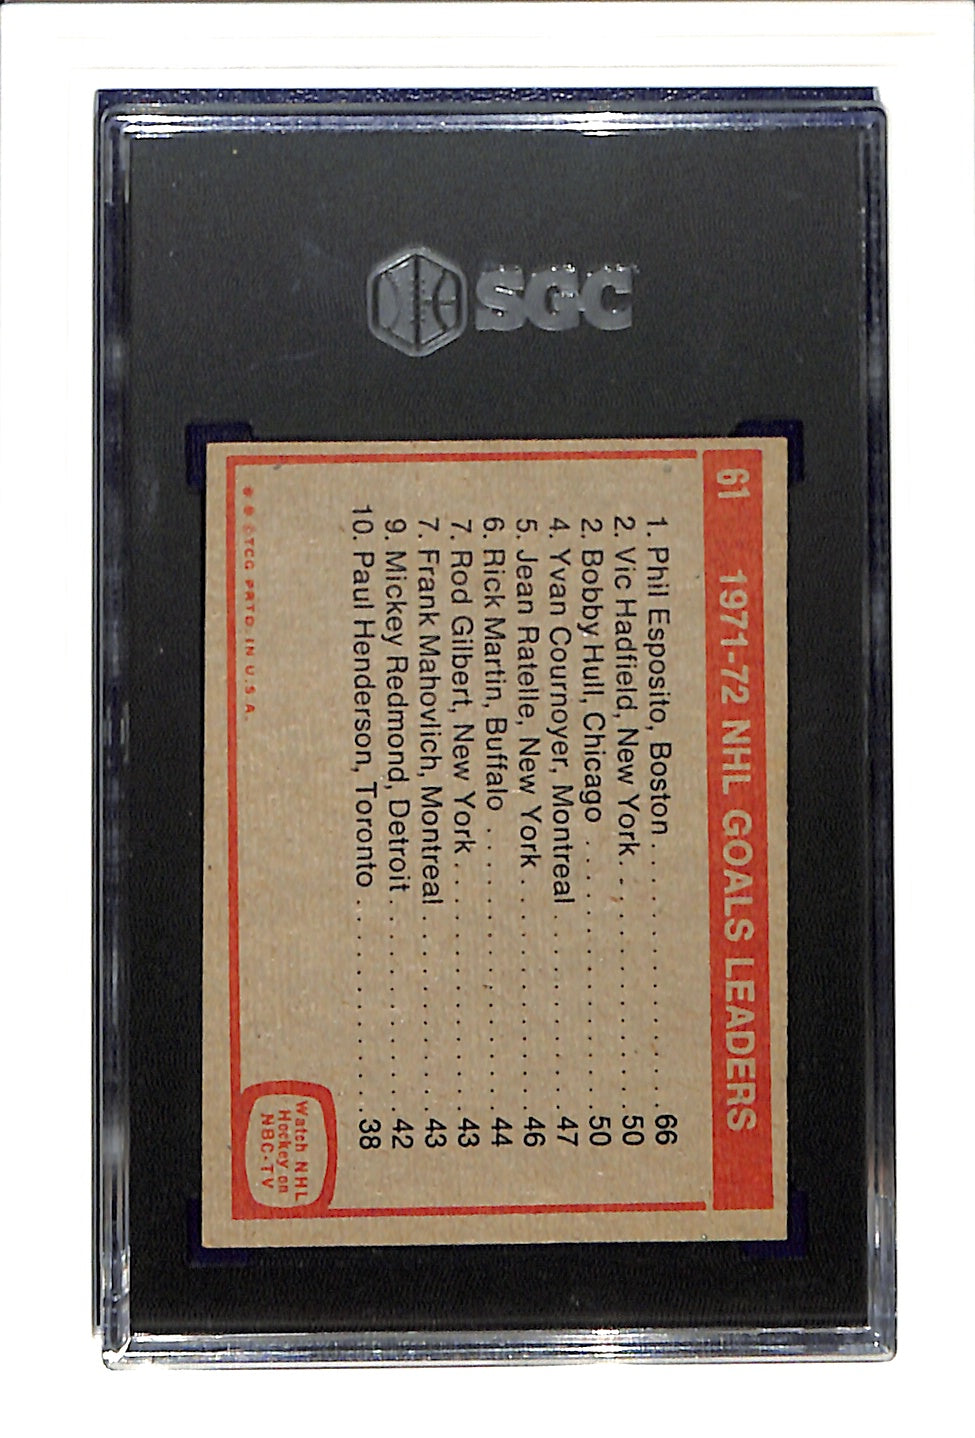 SGC
61 1971-72 NHL GOALS LEADERS
1. Phil Esposito, Boston . . . . . . . . . . . . . . . . 66
2. Vic Hadfield, New York . . . . . . . . . . . . . . 50
2. Bobby Hull, Chicago . . . . . . . . . . . . . . . . 50
4. Yvan Cournoyer, Montreal . . . . . . . . . . . . 47
5. Jean Ratelle, New York . . . . . . . . . . . . . . 46
6. Rick Martin, Buffalo . . . . . . . . . . . . . . . . . 44
7. Rod Gilbert, New York . . . . . . . . . . . . . . . 43
7. Frank Mahovlich, Montreal . . . . . . . . . . . . 43
9. Mickey Redmond, Detroit . . . . . . . . . . . . . 42
10. Paul Henderson, Toronto . . . . . . . . . . . . . 38
Watch NHL
Hockey on
NBC-TV
* * © TCG PRTD. IN U.S.A.